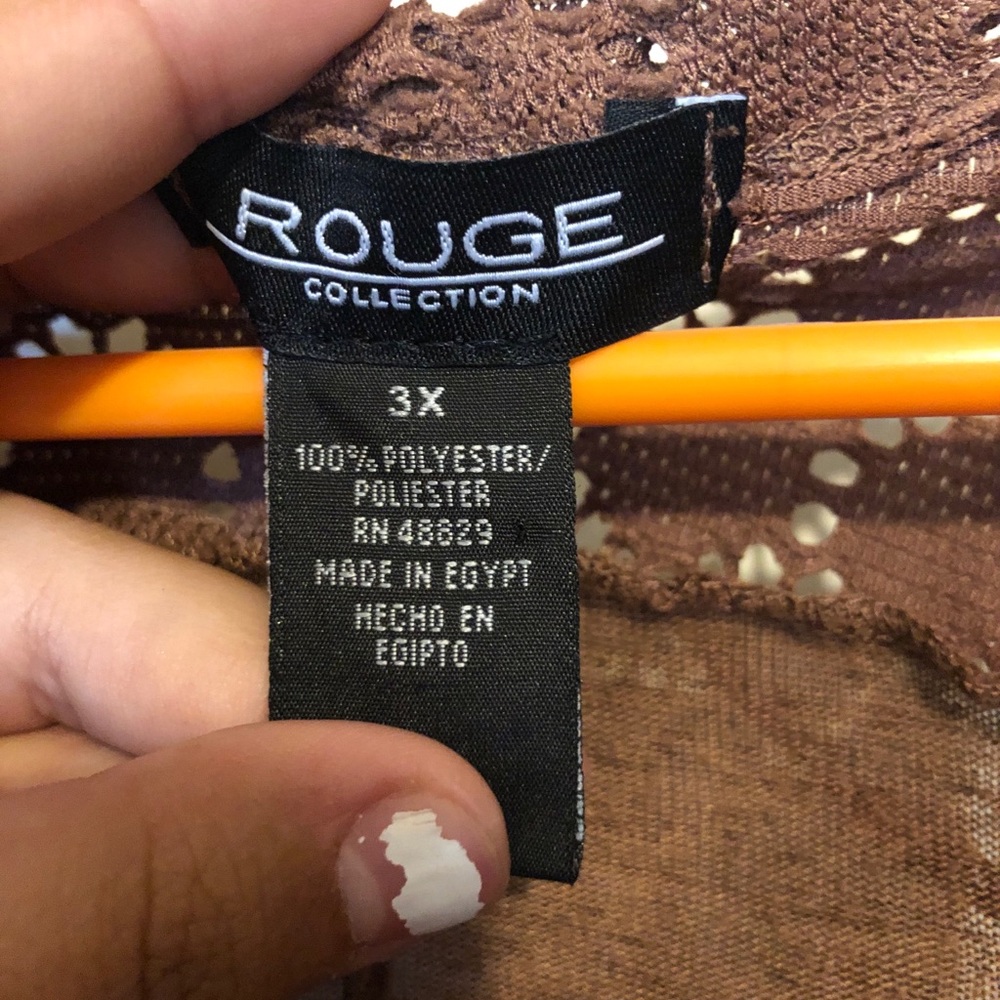 ROUGE
COLLECTION
3X
100% POLYESTER/
POLIESTER
RN 48829
MADE IN EGYPT
HECHO EN
EGIPTO